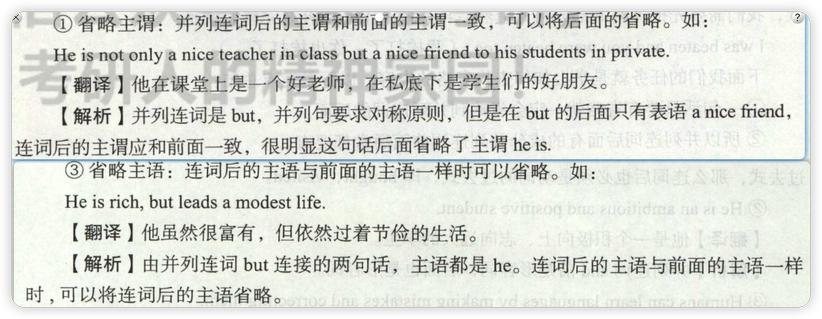 ① 省略主谓：并列连词后的主谓和前面的主谓一致，可以将后面的省略。如：
He is not only a nice teacher in class but a nice friend to his students in private.
【翻译】他在课堂上是一个好老师，在私底下是学生们的好朋友。
【解析】并列连词是 but，并列句要求对称原则，但是在 but 的后面只有表语 a nice friend，
连词后的主谓应和前面一致，很明显这句话后面省略了主谓 he is.
③ 省略主语：连词后的主语与前面的主语一样时可以省略。如：
He is rich, but leads a modest life.
【翻译】他虽然很富有，但依然过着节俭的生活。
【解析】由并列连词 but 连接的两句话，主语都是 he。连词后的主语与前面的主语一样
时，可以将连词后的主语省略。
考研人的精神家园！